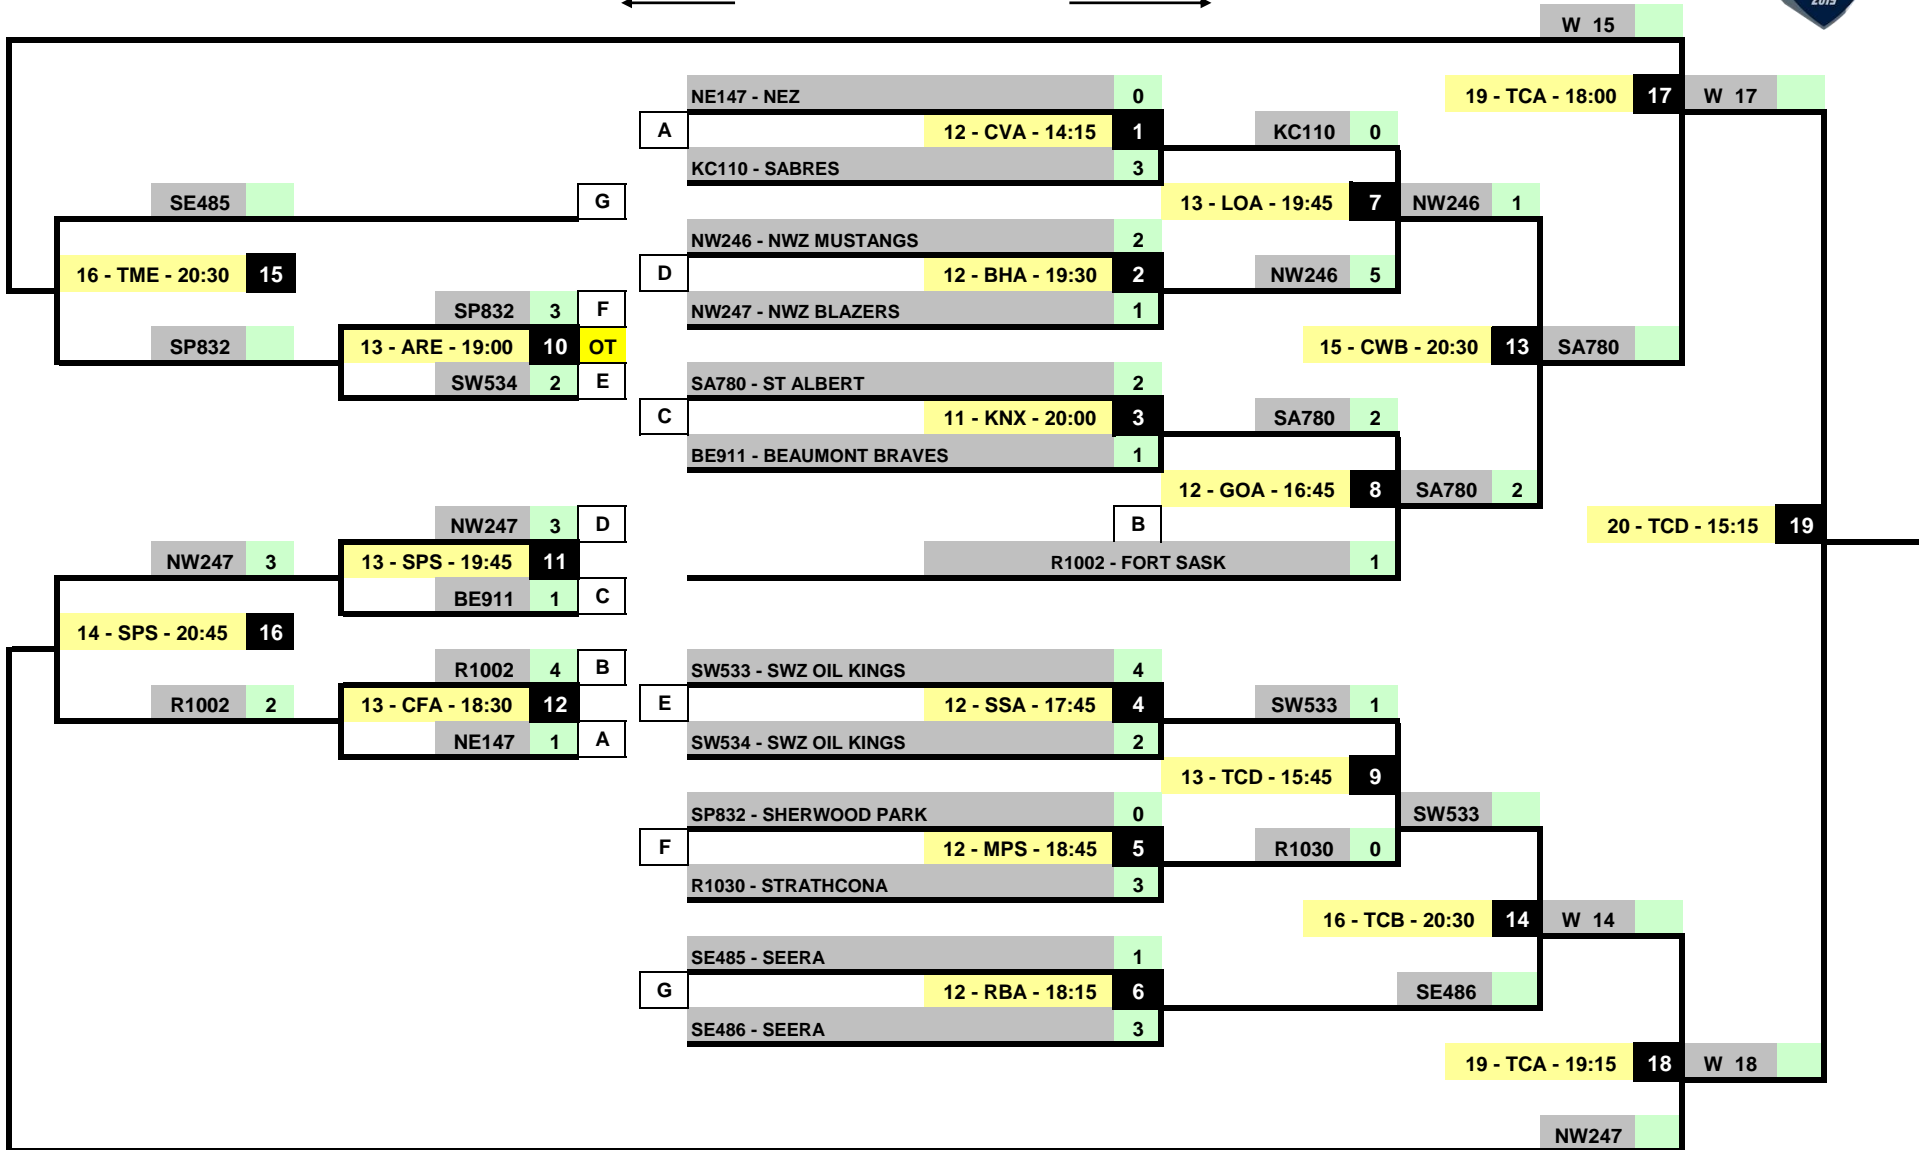 2019
W 15
NE147 - NEZ 0
19 - TCA - 18:00 17 W 17
A 12 - CVA - 14:15 1 KC110 0
KC110 - SABRES 3
SE485 G 13 - LOA - 19:45 7 NW246 1
NW246 - NWZ MUSTANGS 2
16 - TME - 20:30 15 D 12 - BHA - 19:30 2 NW246 5
SP832 3 F NW247 - NWZ BLAZERS 1
SP832 13 - ARE - 19:00 10 OT 15 - CWB - 20:30 13 SA780
SW534 2 E SA780 - ST ALBERT 2
C 11 - KNX - 20:00 3 SA780 2
BE911 - BEAUMONT BRAVES 1
12 - GOA - 16:45 8 SA780 2
NW247 3 D B 20 - TCD - 15:15 19
NW247 3 13 - SPS - 19:45 11 R1002 - FORT SASK 1
BE911 1 C
14 - SPS - 20:45 16
R1002 4 B SW533 - SWZ OIL KINGS 4
R1002 2 13 - CFA - 18:30 12 E 12 - SSA - 17:45 4 SW533 1
NE147 1 A SW534 - SWZ OIL KINGS 2
13 - TCD - 15:45 9
SP832 - SHERWOOD PARK 0 SW533
F 12 - MPS - 18:45 5 R1030 0
R1030 - STRATHCONA 3
16 - TCB - 20:30 14 W 14
SE485 - SEERA 1
G 12 - RBA - 18:15 6 SE486
SE486 - SEERA 3
19 - TCA - 19:15 18 W 18
NW247